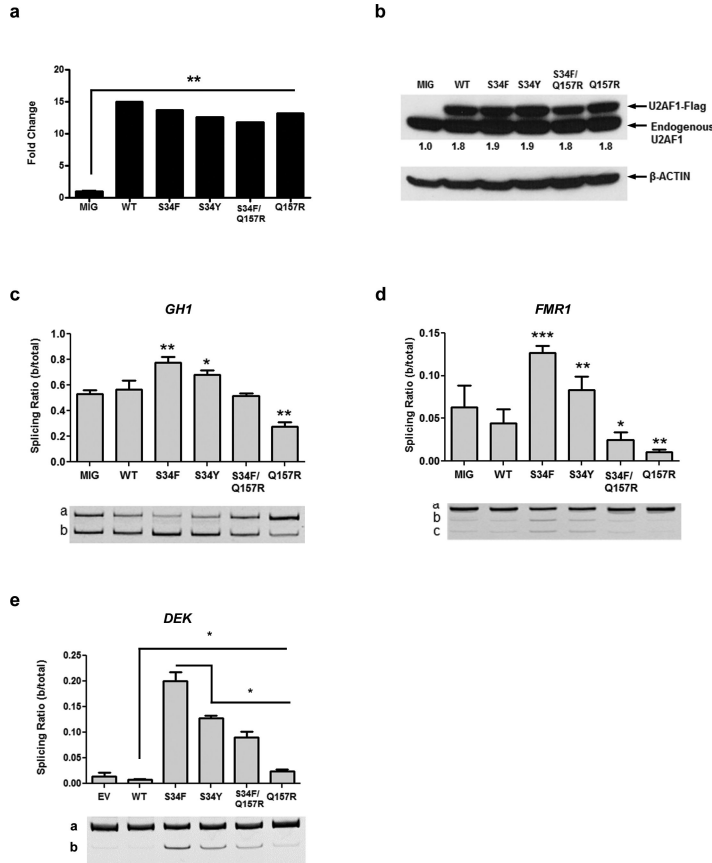 a
**
Fold Change
20
15
10
5
0
MIG WT S34F S34Y S34F/Q157R Q157R
b
MIG WT S34F S34Y S34F/Q157R Q157R
U2AF1-Flag
Endogenous
U2AF1
1.0 1.8 1.9 1.9 1.8 1.8
β-ACTIN
c
GH1
Splicing Ratio (b/total)
1.0
0.8
0.6
0.4
0.2
0.0
** * **
MIG WT S34F S34Y S34F/Q157R Q157R
a
b
d
FMR1
Splicing Ratio (b/total)
0.15
0.10
0.05
0.00
*** ** * **
MIG WT S34F S34Y S34F/Q157R Q157R
a
b
c
e
DEK
*
*
Splicing Ratio (b/total)
0.25
0.20
0.15
0.10
0.05
0.00
EV WT S34F S34Y S34F/Q157R Q157R
a
b